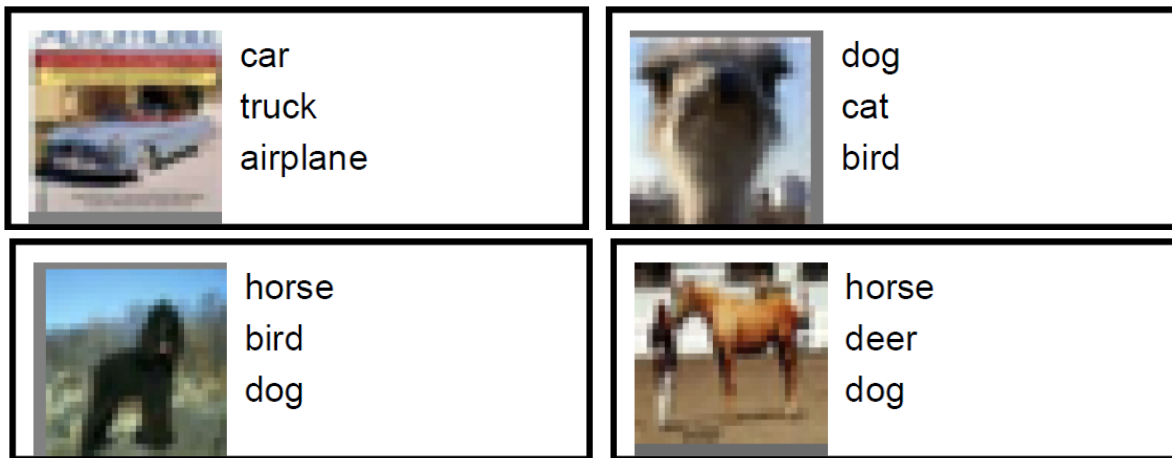 car
truck
airplane
dog
cat
bird
horse
bird
dog
horse
deer
dog